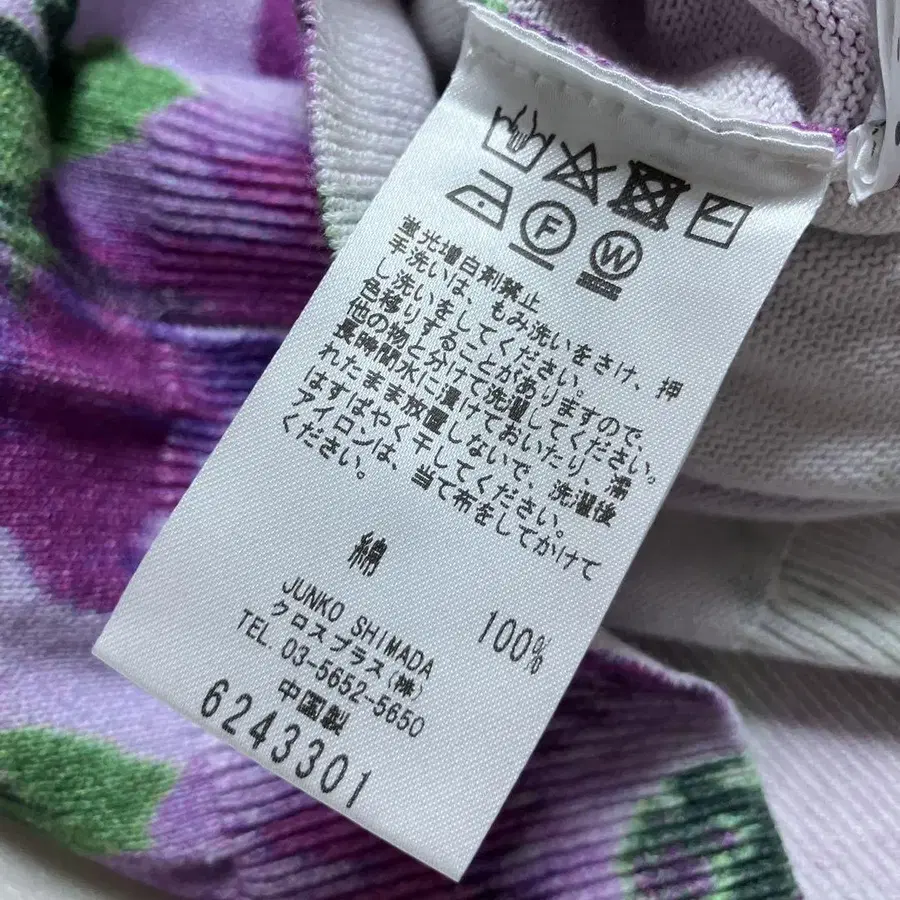 F W
蛍光増白剤禁止
手洗いは、もみ洗いをさけ、押
し洗いをしてください。
色移りすることがありますので、
他の物と分けて洗濯してください。
長時間水に漬けておいたり、濡
れたまま放置しないで、洗濯後
はすばやく干してください。
アイロンは、当て布をしてかけて
ください。
綿 100%
JUNKO SHIMADA
クロスプラス(株)
TEL. 03-5652-5650
中国製
6243301